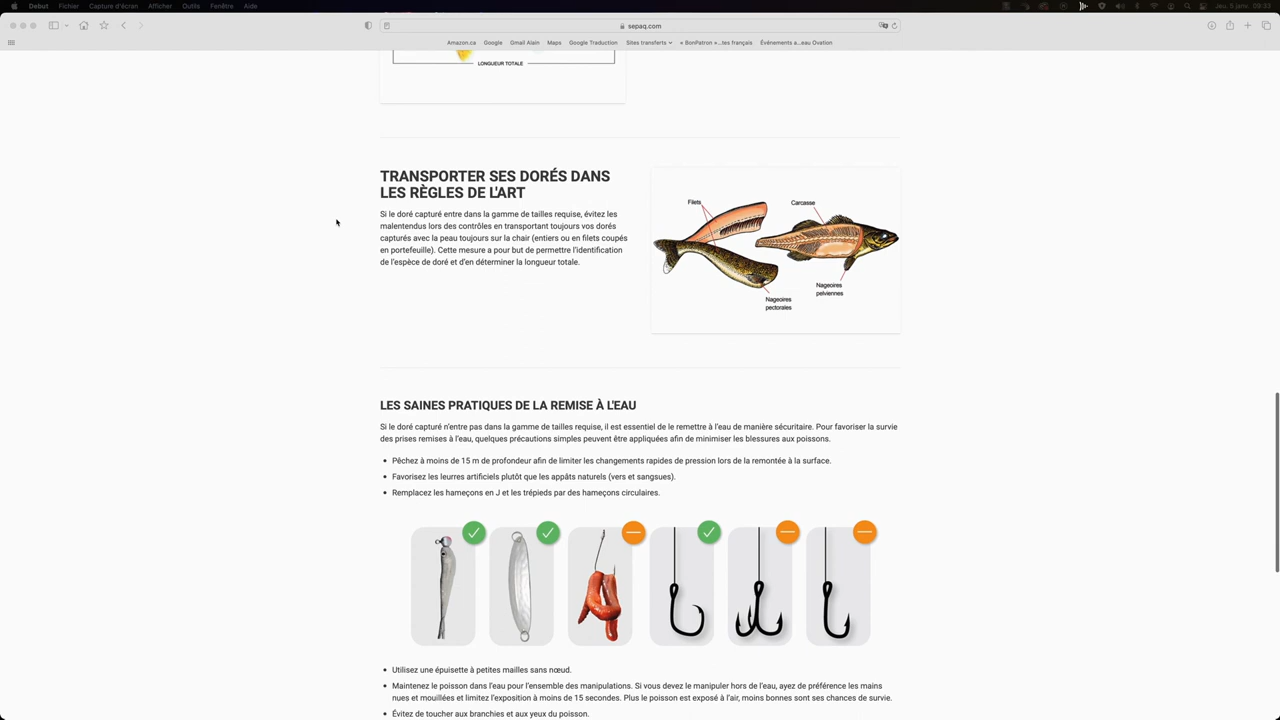 Debut Fichier Capture d'écran Afficher Outils Fenêtre Aide
Jeu. 5 janv. 09:33
sepaq.com
Amazon.ca Google Gmail Alain Maps Google Traduction Sites transferts « BonPatron »...tes français Événements a...eau Ovation
LONGUEUR TOTALE
TRANSPORTER SES DORÉS DANS
LES RÈGLES DE L'ART
Si le doré capturé entre dans la gamme de tailles requise, évitez les
malentendus lors des contrôles en transportant toujours vos dorés
capturés avec la peau toujours sur la chair (entiers ou en filets coupés
en portefeuille). Cette mesure a pour but de permettre l'identification
de l'espèce de doré et d'en déterminer la longueur totale.
Filets
Carcasse
Nageoires
pelviennes
Nageoires
pectorales
LES SAINES PRATIQUES DE LA REMISE À L'EAU
Si le doré capturé n'entre pas dans la gamme de tailles requise, il est essentiel de le remettre à l'eau de manière sécuritaire. Pour favoriser la survie
des prises remises à l'eau, quelques précautions simples peuvent être appliquées afin de minimiser les blessures aux poissons.
• Pêchez à moins de 15 m de profondeur afin de limiter les changements rapides de pression lors de la remontée à la surface.
• Favorisez les leurres artificiels plutôt que les appâts naturels (vers et sangsues).
• Remplacez les hameçons en J et les trépieds par des hameçons circulaires.
• Utilisez une épuisette à petites mailles sans nœud.
• Maintenez le poisson dans l'eau pour l'ensemble des manipulations. Si vous devez le manipuler hors de l'eau, ayez de préférence les mains
nues et mouillées et limitez l'exposition à moins de 15 secondes. Plus le poisson est exposé à l'air, moins bonnes sont ses chances de survie.
• Évitez de toucher aux branchies et aux yeux du poisson.